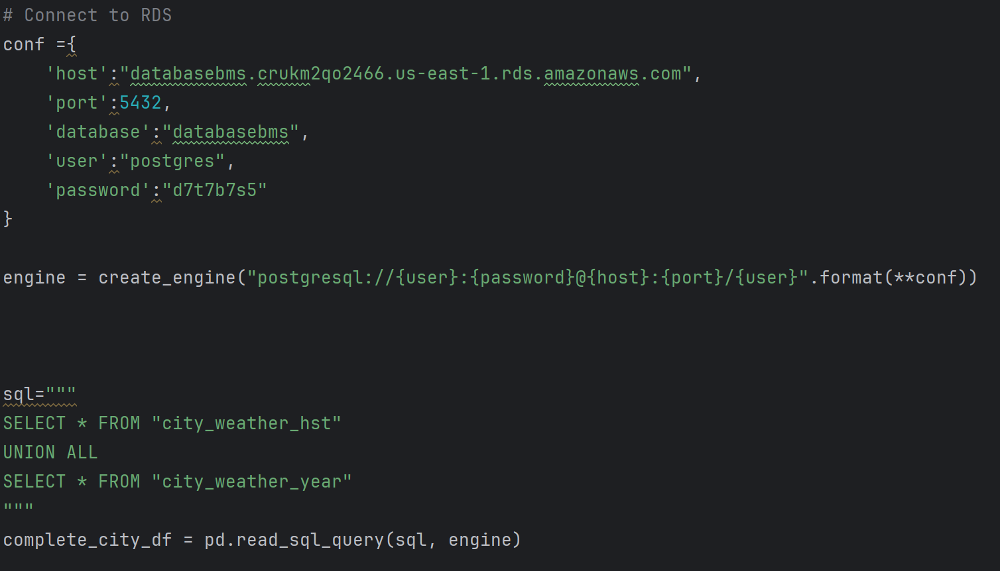 # Connect to RDS
conf ={
    'host':"databasebms.crukm2qo2466.us-east-1.rds.amazonaws.com",
    'port':5432,
    'database':"databasebms",
    'user':"postgres",
    'password':"d7t7b7s5"
}
engine = create_engine("postgresql://{user}:{password}@{host}:{port}/{user}".format(**conf))
sql="""
SELECT * FROM "city_weather_hst"
UNION ALL
SELECT * FROM "city_weather_year"
"""
complete_city_df = pd.read_sql_query(sql, engine)